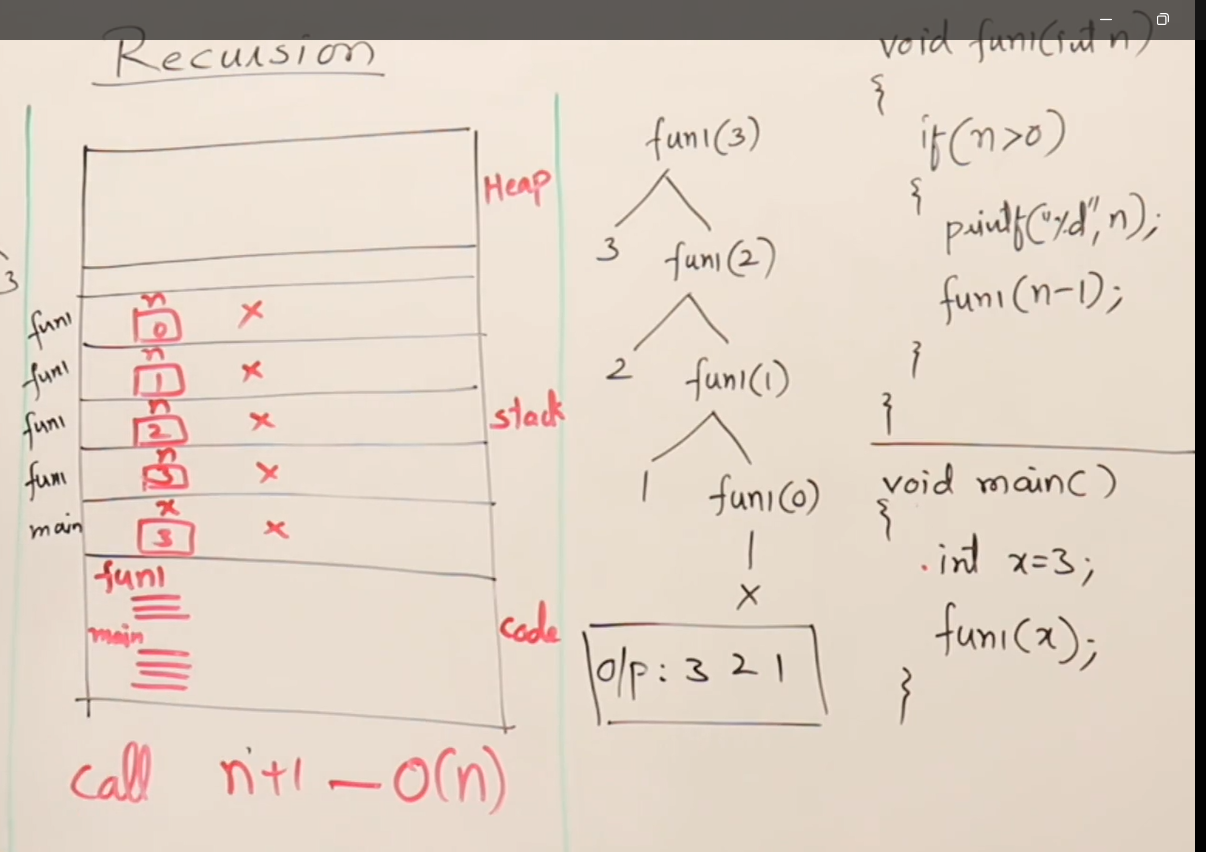 Recursion
Heap
3
fun1
n
0
x
fun1
n
1
x
fun1
n
2
x
stack
fun1
n
3
x
main
x
3
x
fun1
main
code
call n+1 — O(n)
fun1(3)
3
fun1(2)
2
fun1(1)
1
fun1(0)
x
o/p: 3 2 1
void fun1(int n)
{
if(n>0)
{
printf("%d", n);
fun1(n-1);
}
}
void main()
{
int x=3;
fun1(x);
}